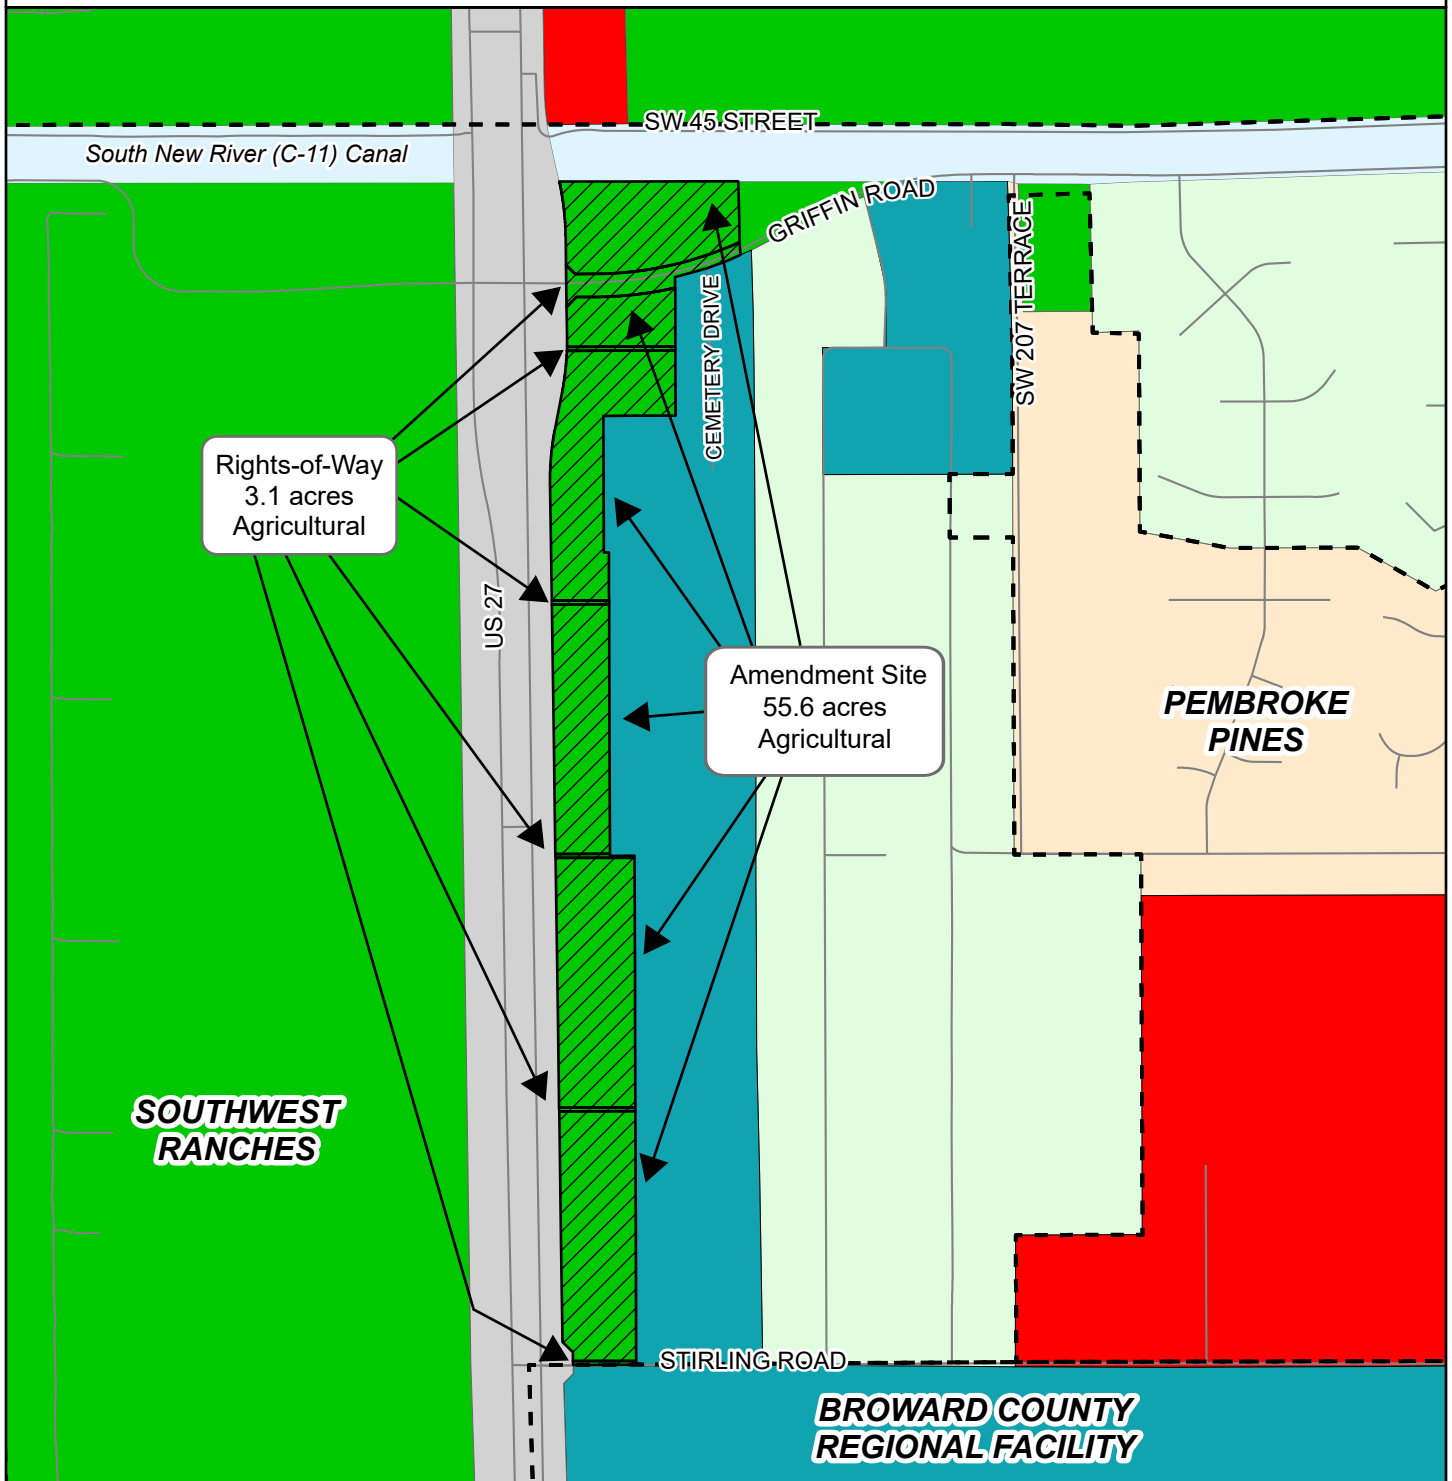 SW 45 STREET
South New River (C-11) Canal
GRIFFIN ROAD
SW 207 TERRACE
CEMETERY DRIVE
Rights-of-Way
3.1 acres
Agricultural
US 27
Amendment Site
55.6 acres
Agricultural
PEMBROKE
PINES
SOUTHWEST
RANCHES
STIRLING ROAD
BROWARD COUNTY
REGIONAL FACILITY